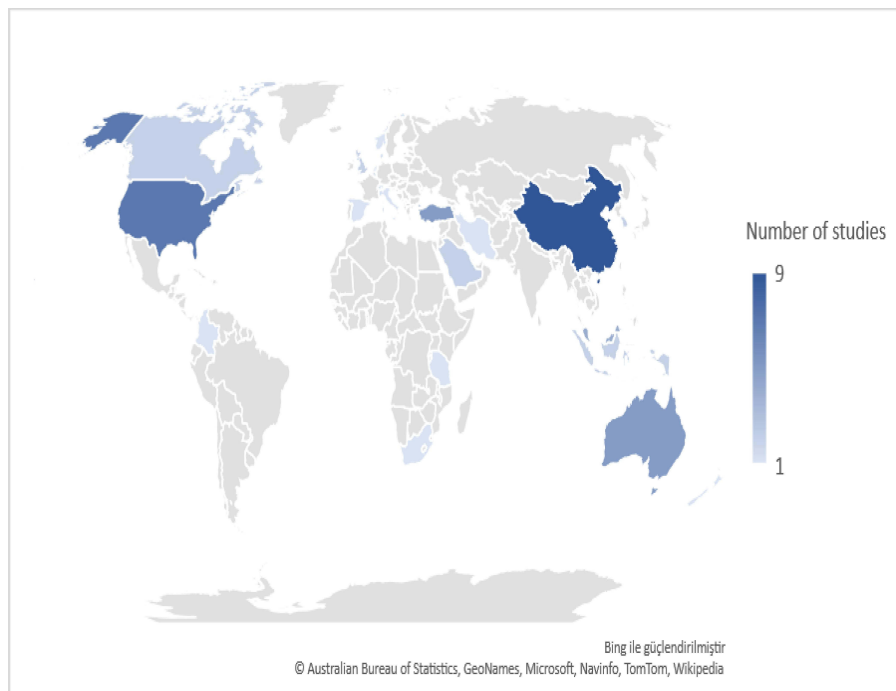 Number of studies
9
1
Bing ile güçlendirilmiştir
© Australian Bureau of Statistics, GeoNames, Microsoft, Navinfo, TomTom, Wikipedia